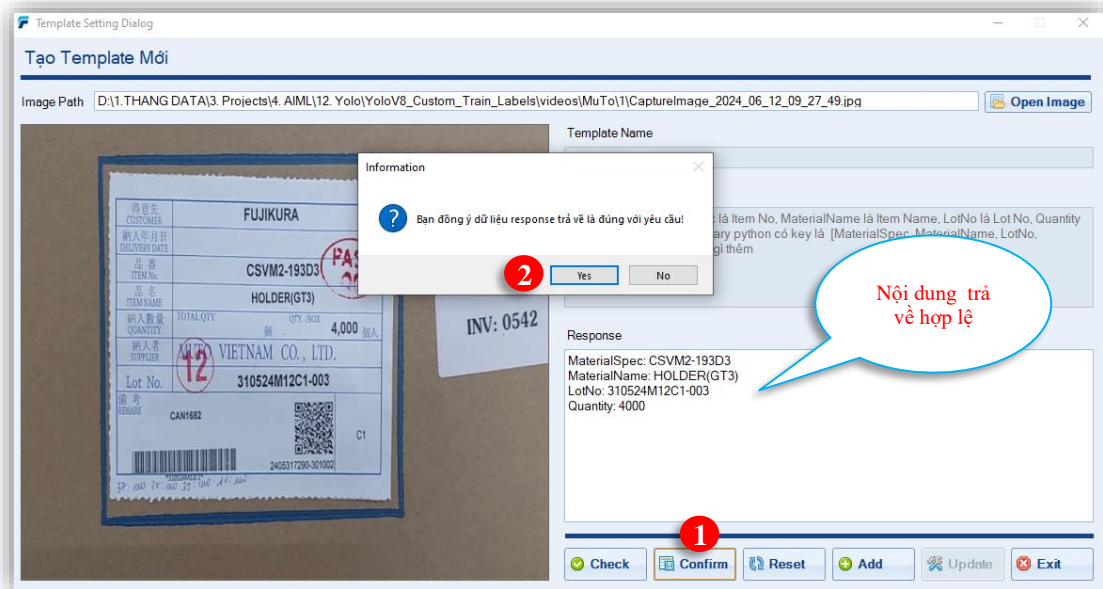 Template Setting Dialog
Tạo Template Mới
Image Path
D:\1.THANG DATA\3. Projects\4. AIML\12. Yolo\YoloV8_Custom_Train_Labels\videos\MuTo\1\CaptureImage_2024_06_12_09_27_49.jpg
Open Image
Template Name
Information
Bạn đồng ý dữ liệu response trả về là đúng với yêu cầu!
2
Yes
No
là Item No, MaterialName là Item Name, LotNo là Lot No, Quantity
ary python có key là [MaterialSpec, MaterialName, LotNo,
gì thêm
Nội dung trả
về hợp lệ
Response
MaterialSpec: CSVM2-193D3
MaterialName: HOLDER(GT3)
LotNo: 310524M12C1-003
Quantity: 4000
1
Check
Confirm
Reset
Add
Update
Exit
得意先
CUSTOMER
FUJIKURA
納入年月日
DELIVERY DATE
品番
ITEM No.
CSVM2-193D3
PAS
品名
ITEM NAME
HOLDER(GT3)
納入数量
QUANTITY
TOTAL QTY
QTY /BOX
個
4,000
個入
納入者
SUPPLIER
MUTO VIETNAM CO., LTD.
12
Lot No.
310524M12C1-003
備考
REMARK
CAN1682
C1
2405317290-301002
INV: 0542